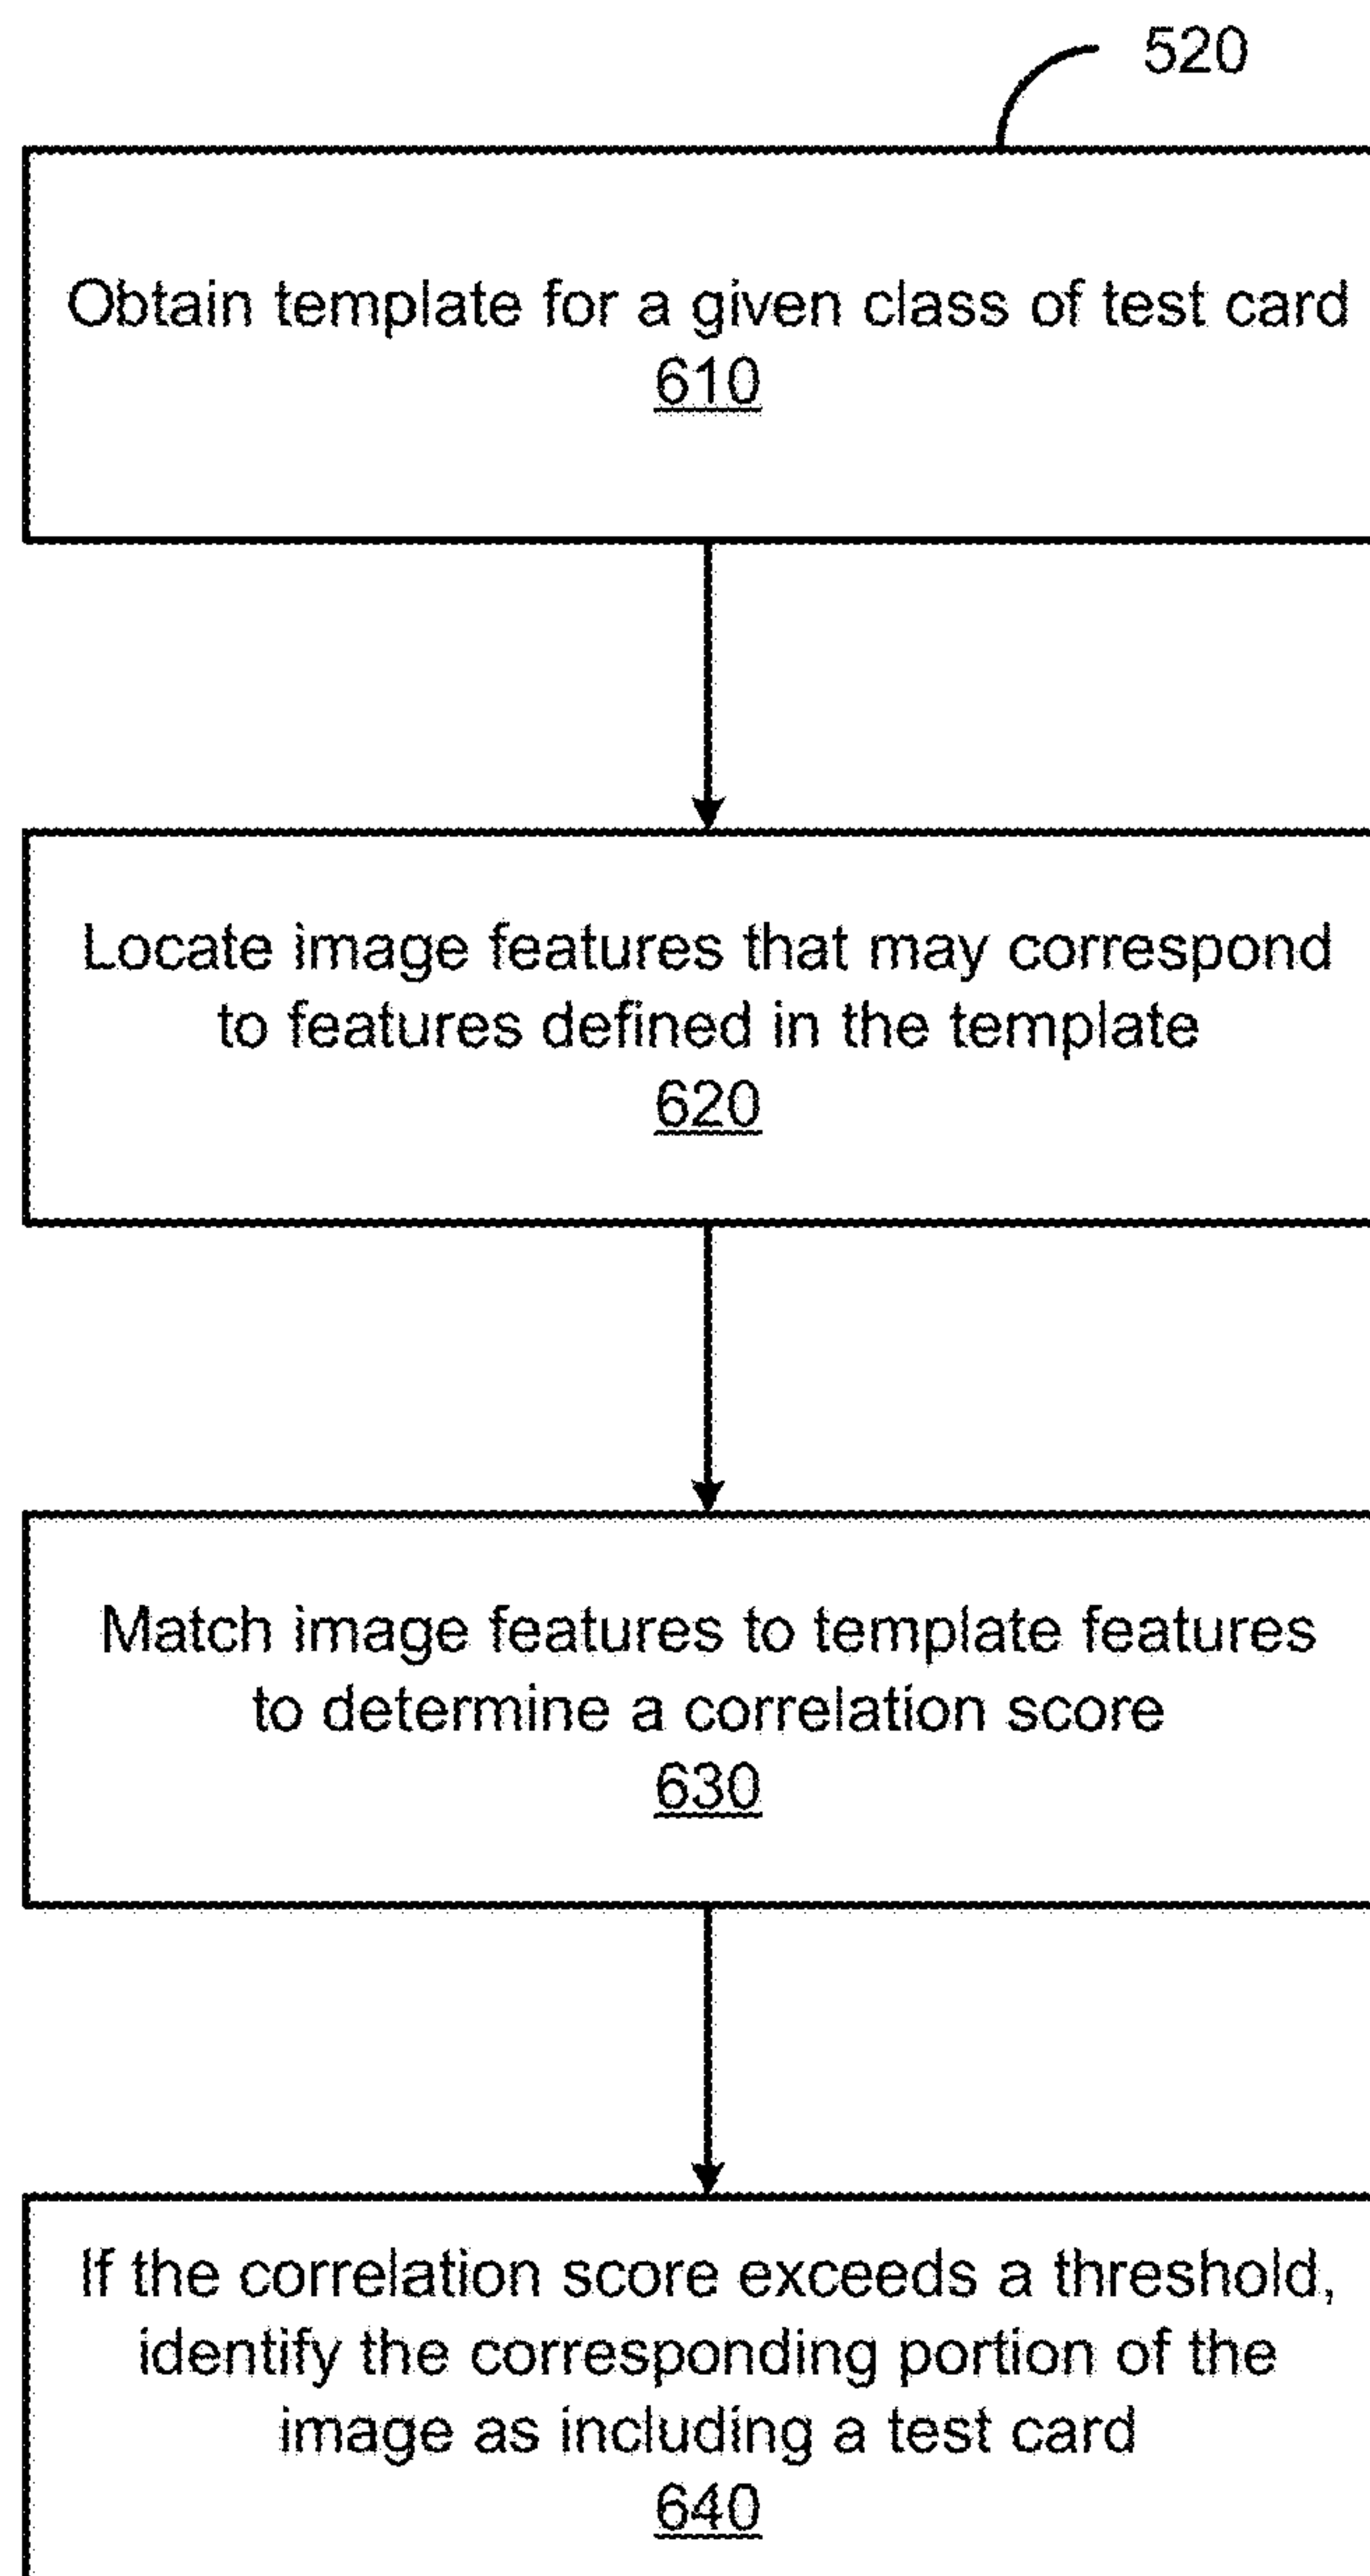 520
Obtain template for a given class of test card
610
Locate image features that may correspond
to features defined in the template
620
Match image features to template features
to determine a correlation score
630
If the correlation score exceeds a threshold,
identify the corresponding portion of the
image as including a test card
640